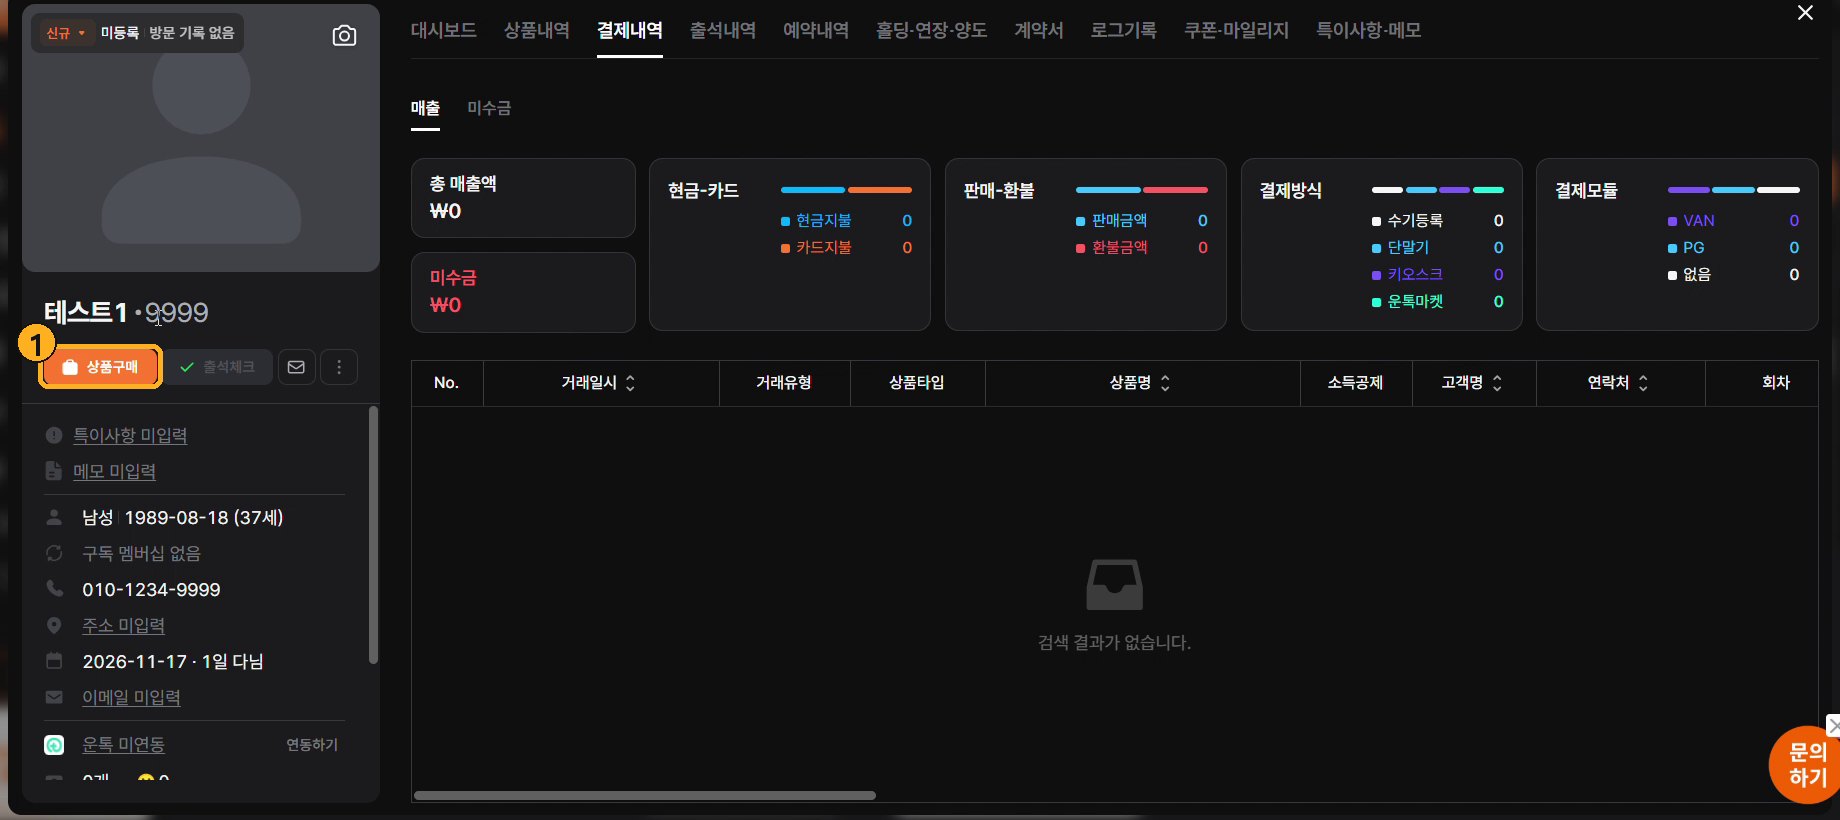 신규 미등록 방문 기록 없음
테스트1 · 9999
1
상품구매 출석체크
특이사항 미입력
메모 미입력
남성 1989-08-18 (37세)
구독 멤버십 없음
010-1234-9999
주소 미입력
2026-11-17 · 1일 다님
이메일 미입력
운톡 미연동 연동하기
대시보드 상품내역 결제내역 출석내역 예약내역 홀딩·연장·양도 계약서 로그기록 쿠폰·마일리지 특이사항·메모
매출 미수금
총 매출액
₩0
미수금
₩0
현금-카드
현금지불 0
카드지불 0
판매-환불
판매금액 0
환불금액 0
결제방식
수기등록 0
단말기 0
키오스크 0
운톡마켓 0
결제모듈
VAN 0
PG 0
없음 0
No. 거래일시 거래유형 상품타입 상품명 소득공제 고객명 연락처 회차
검색 결과가 없습니다.
문의
하기